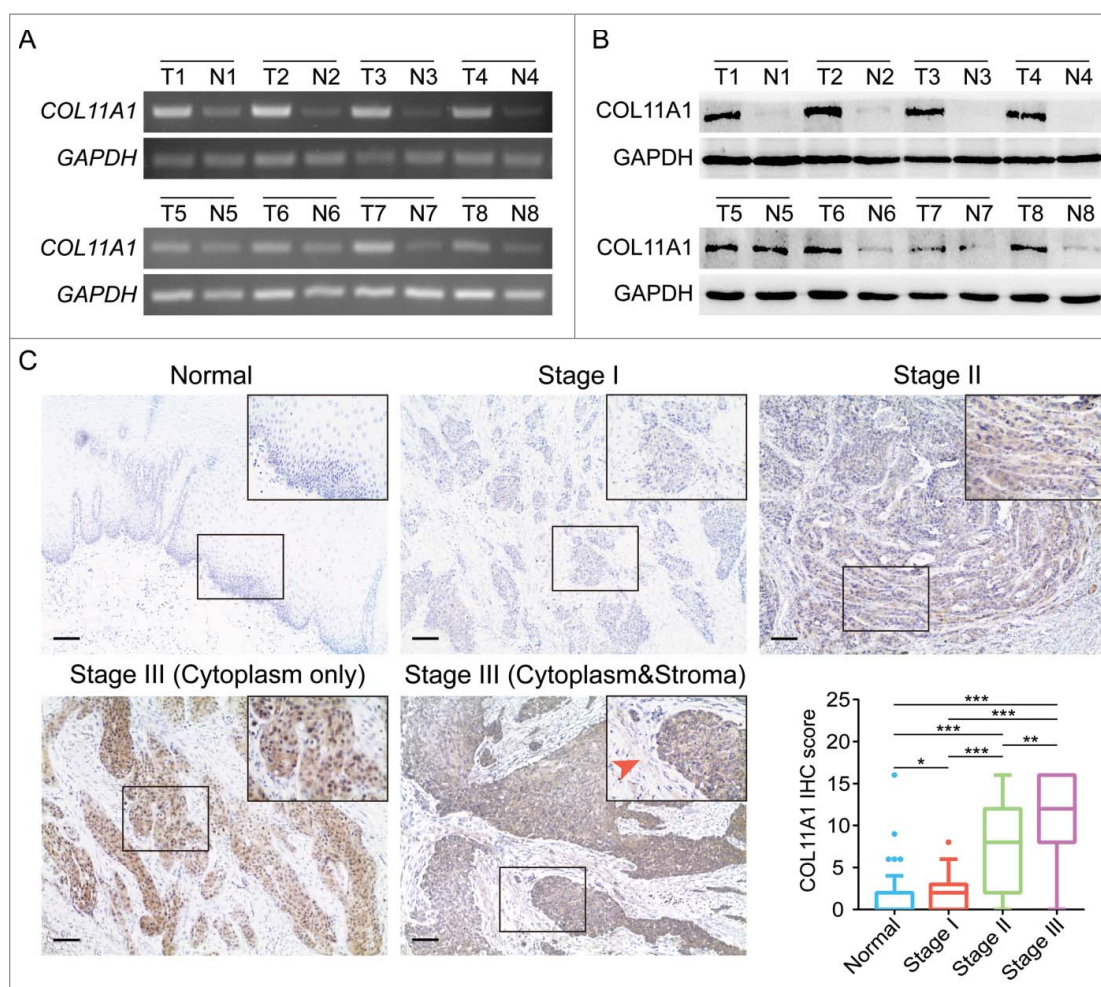 A
T1 N1 T2 N2 T3 N3 T4 N4
COL11A1
GAPDH
T5 N5 T6 N6 T7 N7 T8 N8
COL11A1
GAPDH
B
T1 N1 T2 N2 T3 N3 T4 N4
COL11A1
GAPDH
T5 N5 T6 N6 T7 N7 T8 N8
COL11A1
GAPDH
C
Normal Stage I Stage II
Stage III (Cytoplasm only) Stage III (Cytoplasm&Stroma)
COL11A1 IHC score
25
20
15
10
5
0
***
***
***
**
***
*
Normal Stage I Stage II Stage III